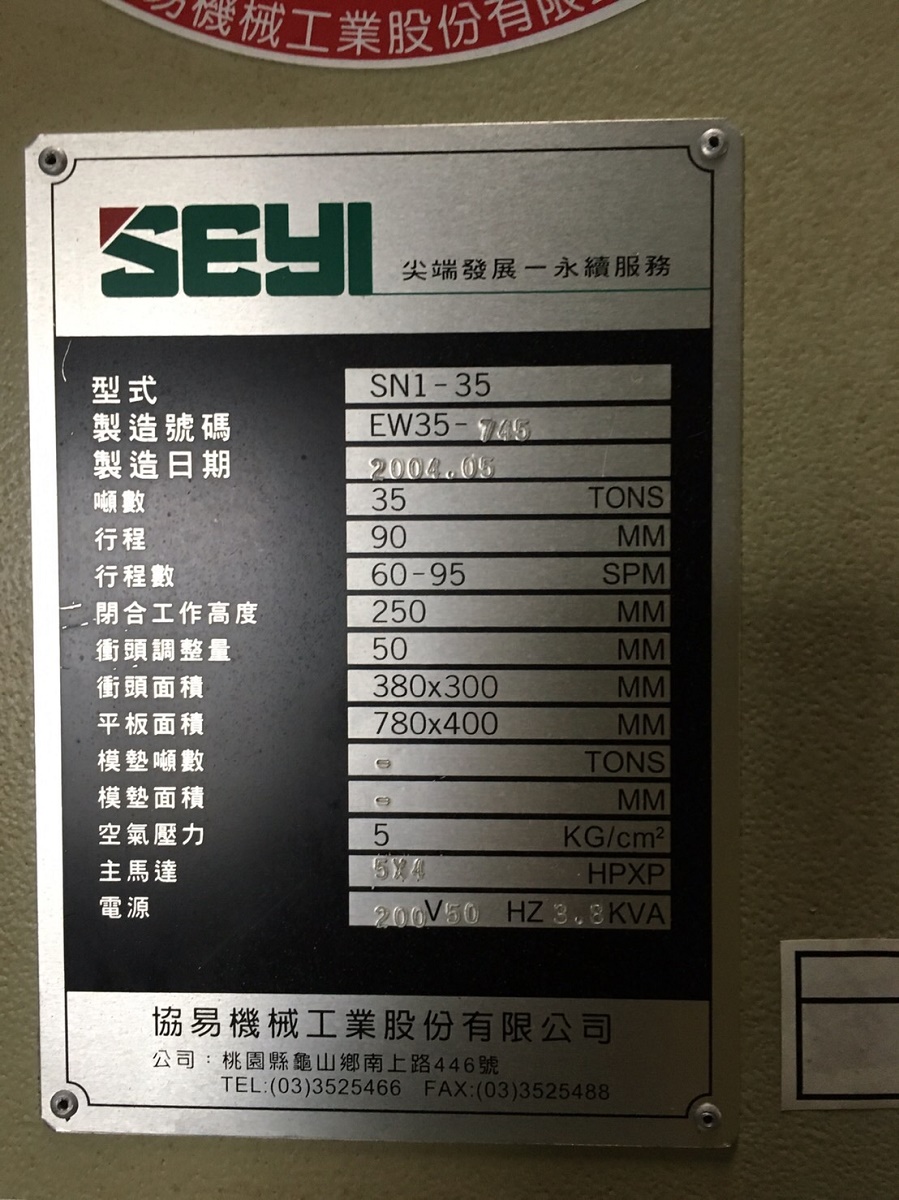 易機械工業股份有限
SEYI 尖端發展－永續服務
型式 SN1-35
製造號碼 EW35-745
製造日期 2004.05
噸數 35 TONS
行程 90 MM
行程數 60-95 SPM
閉合工作高度 250 MM
衝頭調整量 50 MM
衝頭面積 380x300 MM
平板面積 780x400 MM
模墊噸數 - TONS
模墊面積 - MM
空氣壓力 5 KG/cm²
主馬達 5X4 HPXP
電源 200V50 HZ 3.8KVA
協易機械工業股份有限公司
公司：桃園縣龜山鄉南上路446號
TEL:(03)3525466 FAX:(03)3525488